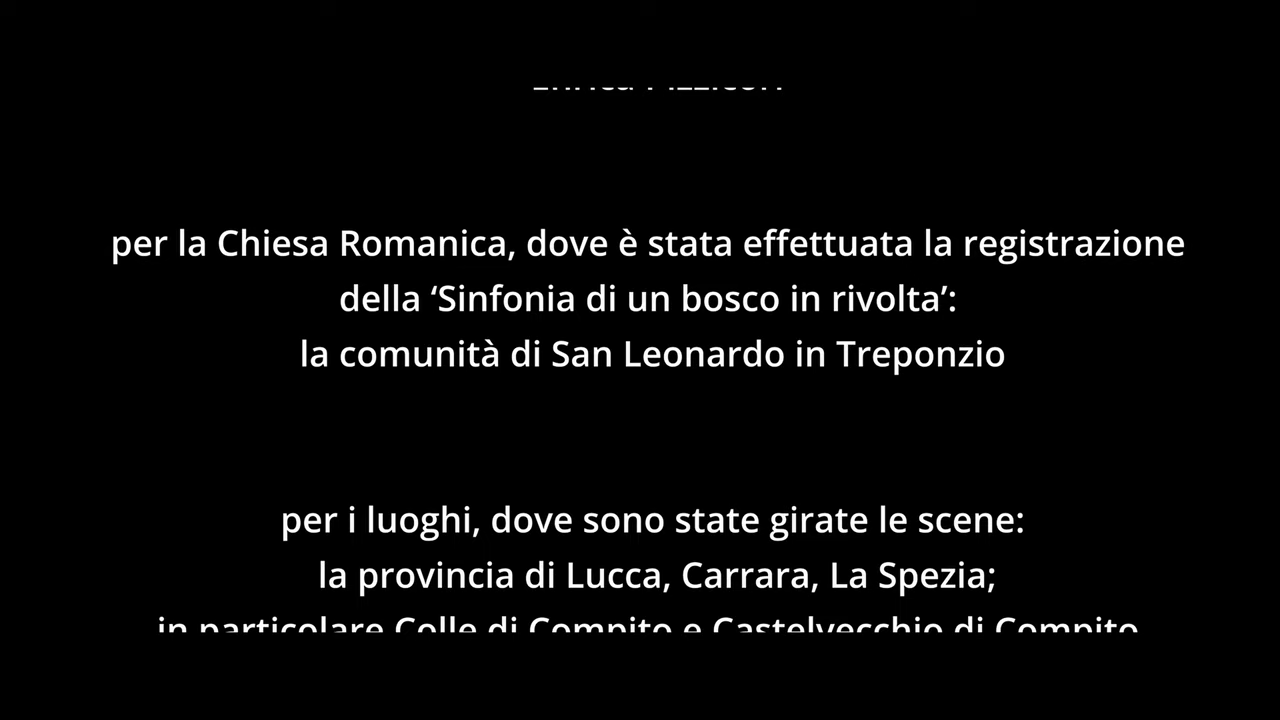 per la Chiesa Romanica, dove è stata effettuata la registrazione
della ‘Sinfonia di un bosco in rivolta’:
la comunità di San Leonardo in Treponzio
per i luoghi, dove sono state girate le scene:
la provincia di Lucca, Carrara, La Spezia;
in particolare Colle di Compito e Castelvecchio di Compito